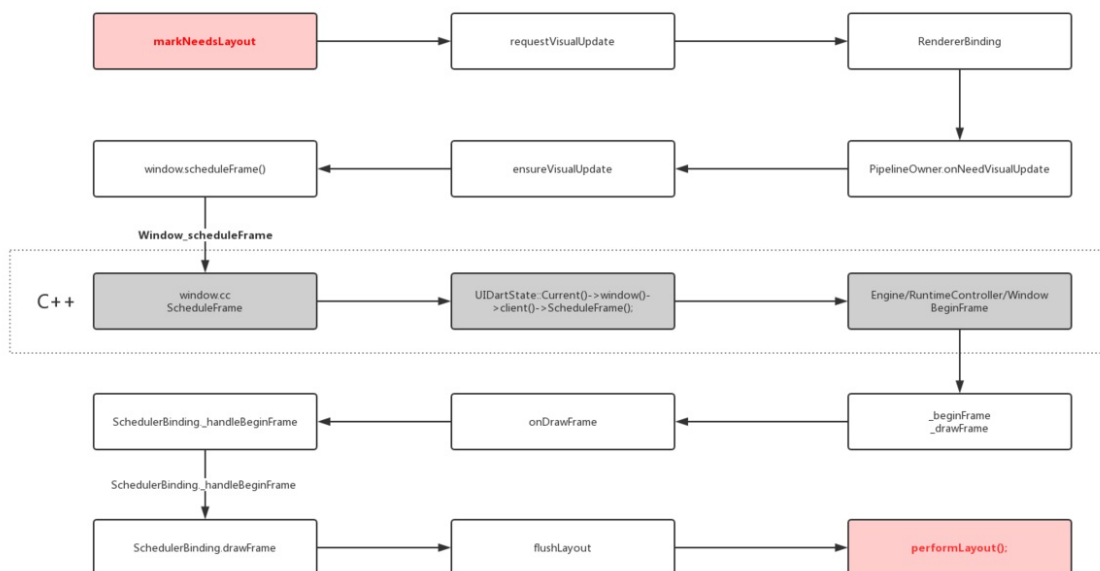 markNeedsLayout
requestVisualUpdate
RendererBinding
window.scheduleFrame()
ensureVisualUpdate
PipelineOwner.onNeedVisualUpdate
Window_scheduleFrame
C++
window.cc
ScheduleFrame
UIDartState::Current()->window()-
>client()->ScheduleFrame();
Engine/RuntimeController/Window
BeginFrame
SchedulerBinding._handleBeginFrame
onDrawFrame
_beginFrame
_drawFrame
SchedulerBinding._handleBeginFrame
SchedulerBinding.drawFrame
flushLayout
performLayout();